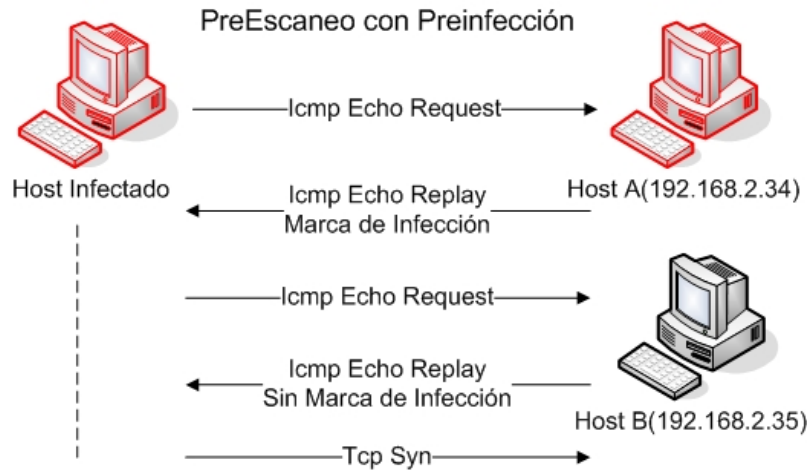 PreEscaneo con Preinfección
Icmp Echo Request
Host Infectado
Host A(192.168.2.34)
Icmp Echo Replay
Marca de Infección
Icmp Echo Request
Icmp Echo Replay
Sin Marca de Infección
Host B(192.168.2.35)
Tcp Syn